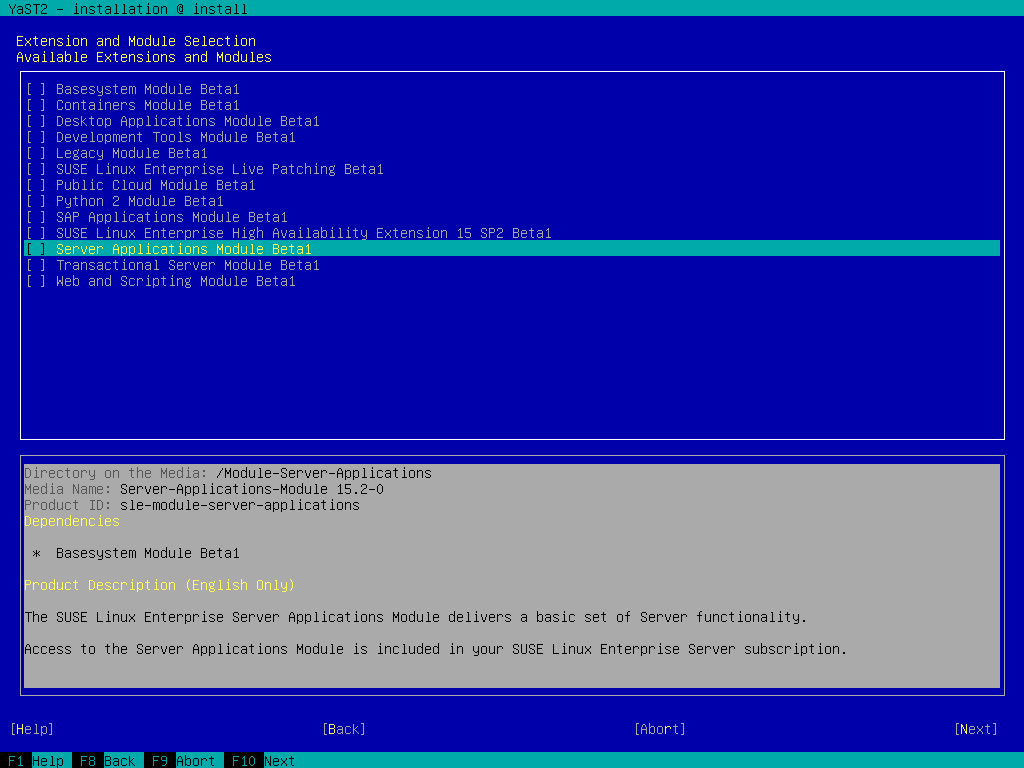 YaST2 - installation @ install
Extension and Module Selection
Available Extensions and Modules
[ ] Basesystem Module Beta1
[ ] Containers Module Beta1
[ ] Desktop Applications Module Beta1
[ ] Development Tools Module Beta1
[ ] Legacy Module Beta1
[ ] SUSE Linux Enterprise Live Patching Beta1
[ ] Public Cloud Module Beta1
[ ] Python 2 Module Beta1
[ ] SAP Applications Module Beta1
[ ] SUSE Linux Enterprise High Availability Extension 15 SP2 Beta1
[ ] Server Applications Module Beta1
[ ] Transactional Server Module Beta1
[ ] Web and Scripting Module Beta1
Directory on the Media: /Module-Server-Applications
Media Name: Server-Applications-Module 15.2-0
Product ID: sle-module-server-applications
Dependencies
* Basesystem Module Beta1
Product Description (English Only)
The SUSE Linux Enterprise Server Applications Module delivers a basic set of Server functionality.
Access to the Server Applications Module is included in your SUSE Linux Enterprise Server subscription.
[Help] [Back] [Abort] [Next]
F1 Help F8 Back F9 Abort F10 Next